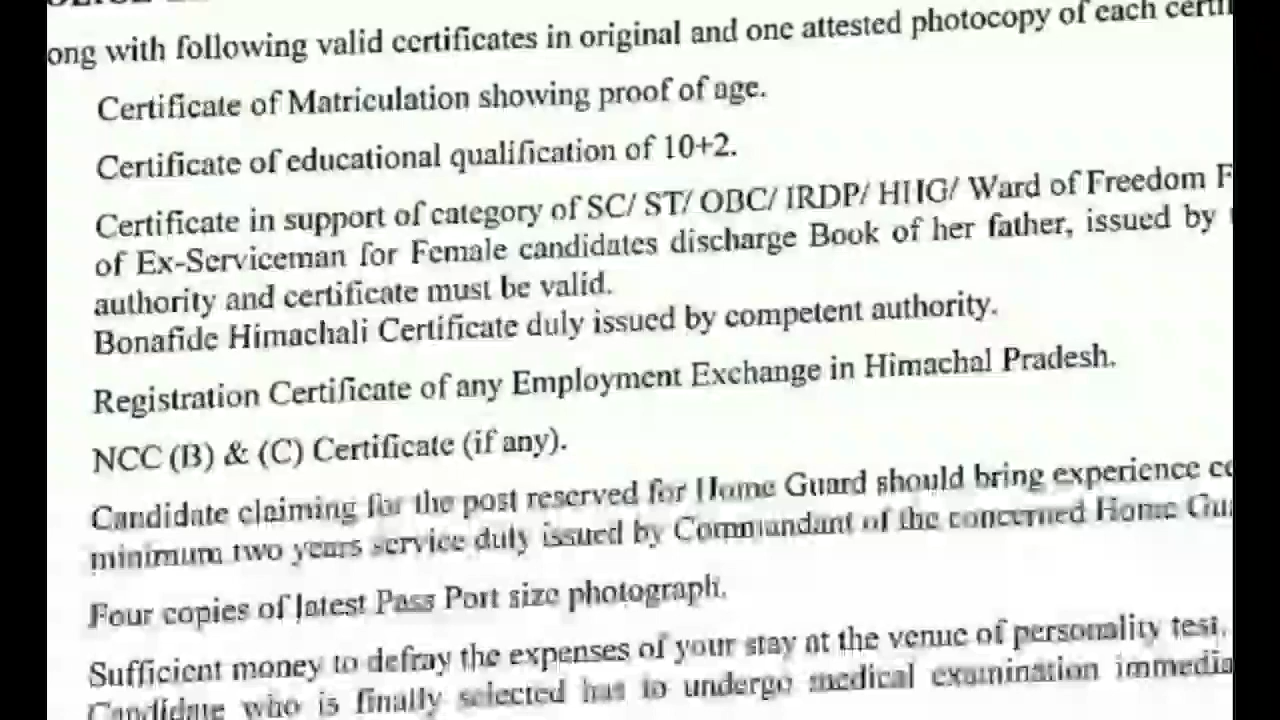 ong with following valid certificates in original and one attested photocopy of each
Certificate of Matriculation showing proof of age.
Certificate of educational qualification of 10+2.
Certificate in support of category of SC/ ST/ OBC/ IRDP/ HHG/ Ward of Freedom F
of Ex-Serviceman for Female candidates discharge Book of her father, issued by
authority and certificate must be valid.
Bonafide Himachali Certificate duly issued by competent authority.
Registration Certificate of any Employment Exchange in Himachal Pradesh.
NCC (B) & (C) Certificate (if any).
Candidate claiming for the post reserved for Home Guard should bring experience ce
minimum two years service duly issued by Commandant of the concerned Home Gu
Four copies of latest Pass Port size photograph.
Sufficient money to defray the expenses of your stay at the venue of personality test.
Candidate who is finally selected has to undergo medical examination immedia